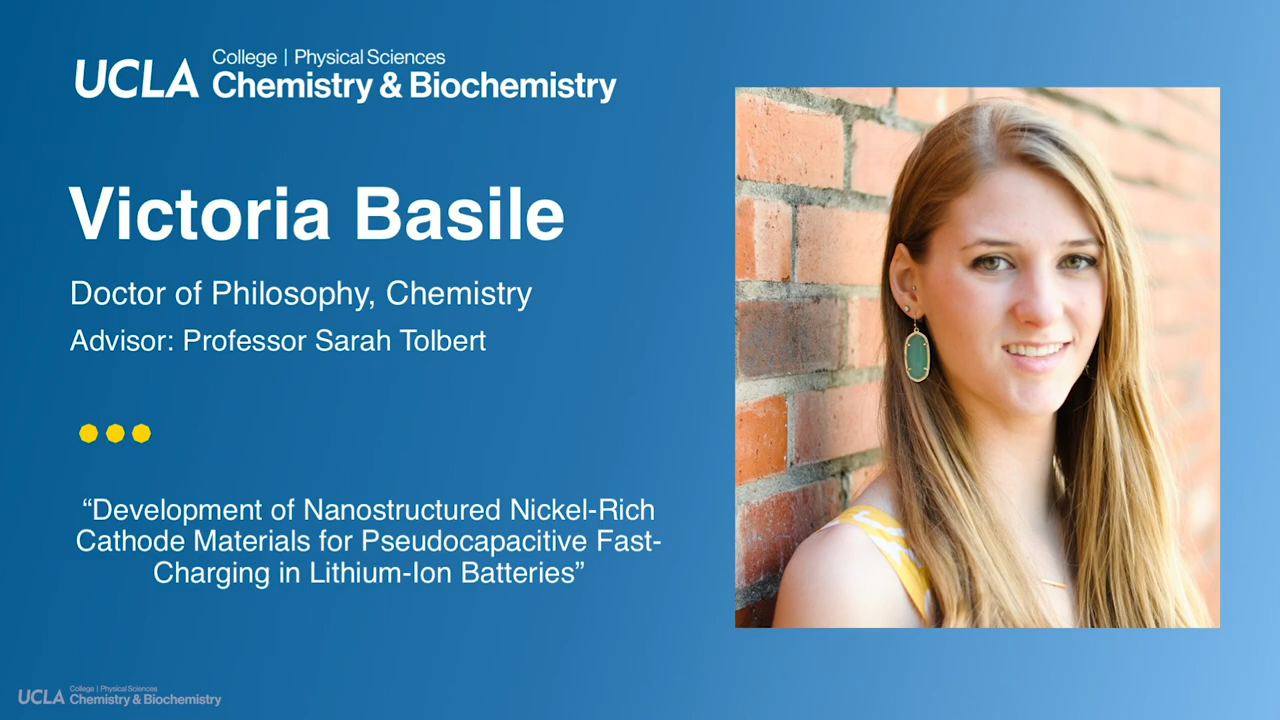 UCLA College | Physical Sciences
Chemistry & Biochemistry
Victoria Basile
Doctor of Philosophy, Chemistry
Advisor: Professor Sarah Tolbert
“Development of Nanostructured Nickel-Rich
Cathode Materials for Pseudocapacitive Fast-
Charging in Lithium-Ion Batteries”
UCLA College | Physical Sciences
Chemistry & Biochemistry